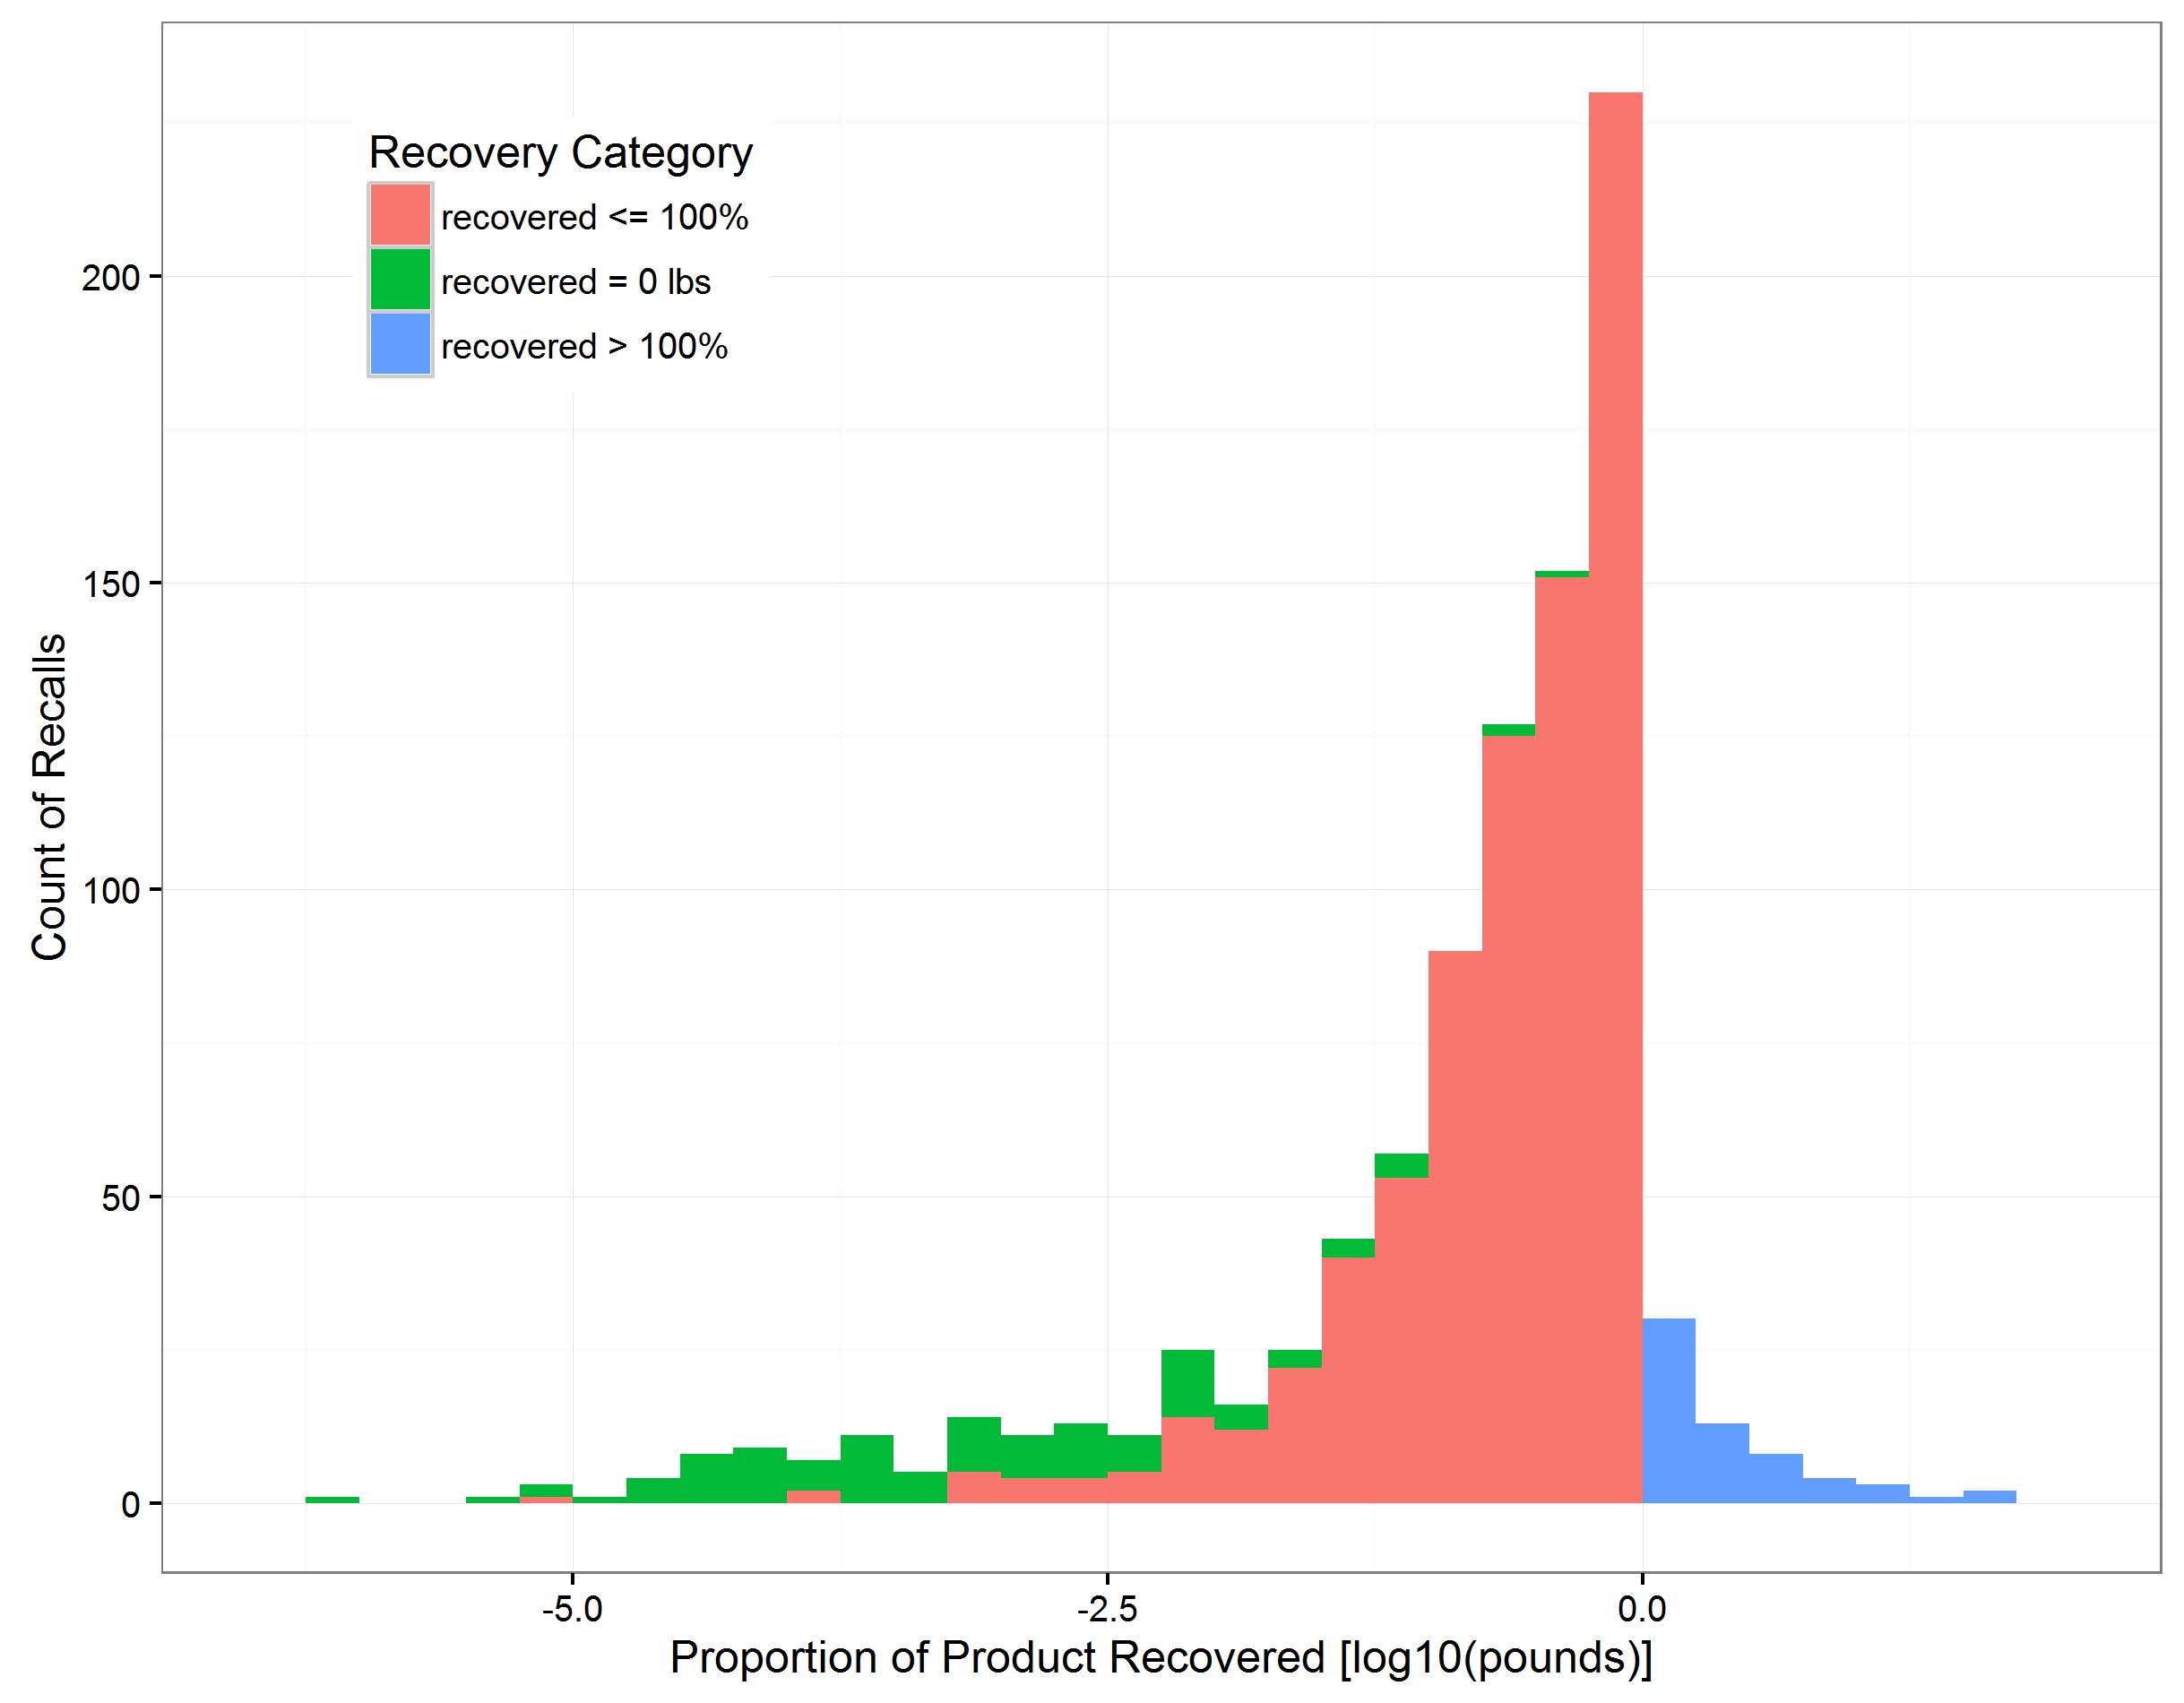 Recovery Category
recovered <= 100%
recovered = 0 lbs
recovered > 100%
200
150
100
50
0
Count of Recalls
-5.0 -2.5 0.0
Proportion of Product Recovered [log10(pounds)]